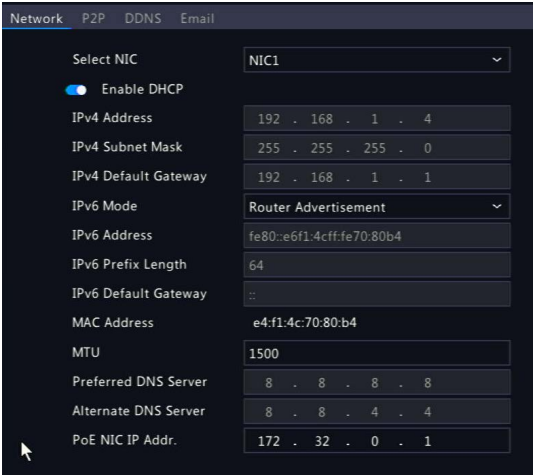 Network P2P DDNS Email
Select NIC NIC1
Enable DHCP
IPv4 Address 192 . 168 . 1 . 4
IPv4 Subnet Mask 255 . 255 . 255 . 0
IPv4 Default Gateway 192 . 168 . 1 . 1
IPv6 Mode Router Advertisement
IPv6 Address fe80::e6f1:4cff:fe70:80b4
IPv6 Prefix Length 64
IPv6 Default Gateway ::
MAC Address e4:f1:4c:70:80:b4
MTU 1500
Preferred DNS Server 8 . 8 . 8 . 8
Alternate DNS Server 8 . 8 . 4 . 4
PoE NIC IP Addr. 172 . 32 . 0 . 1